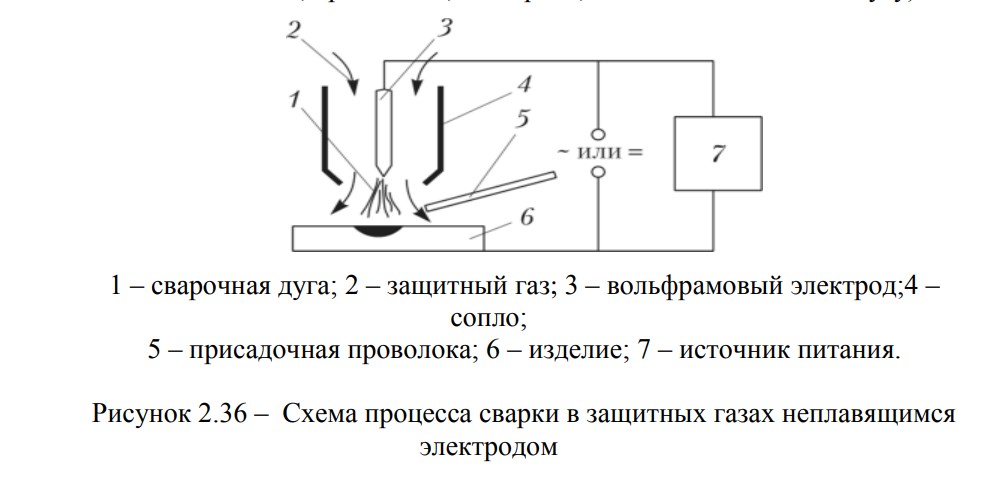 2
3
1
4
5
~ или =
7
6
1 – сварочная дуга; 2 – защитный газ; 3 – вольфрамовый электрод;4 –
сопло;
5 – присадочная проволока; 6 – изделие; 7 – источник питания.
Рисунок 2.36 – Схема процесса сварки в защитных газах неплавящимся
электродом